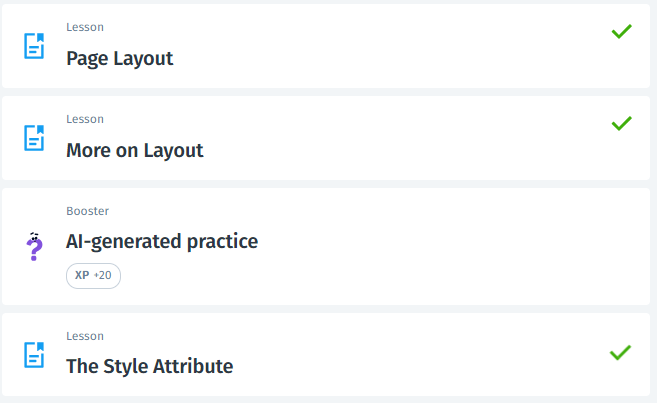 Lesson
Page Layout
Lesson
More on Layout
Booster
AI-generated practice
XP +20
Lesson
The Style Attribute